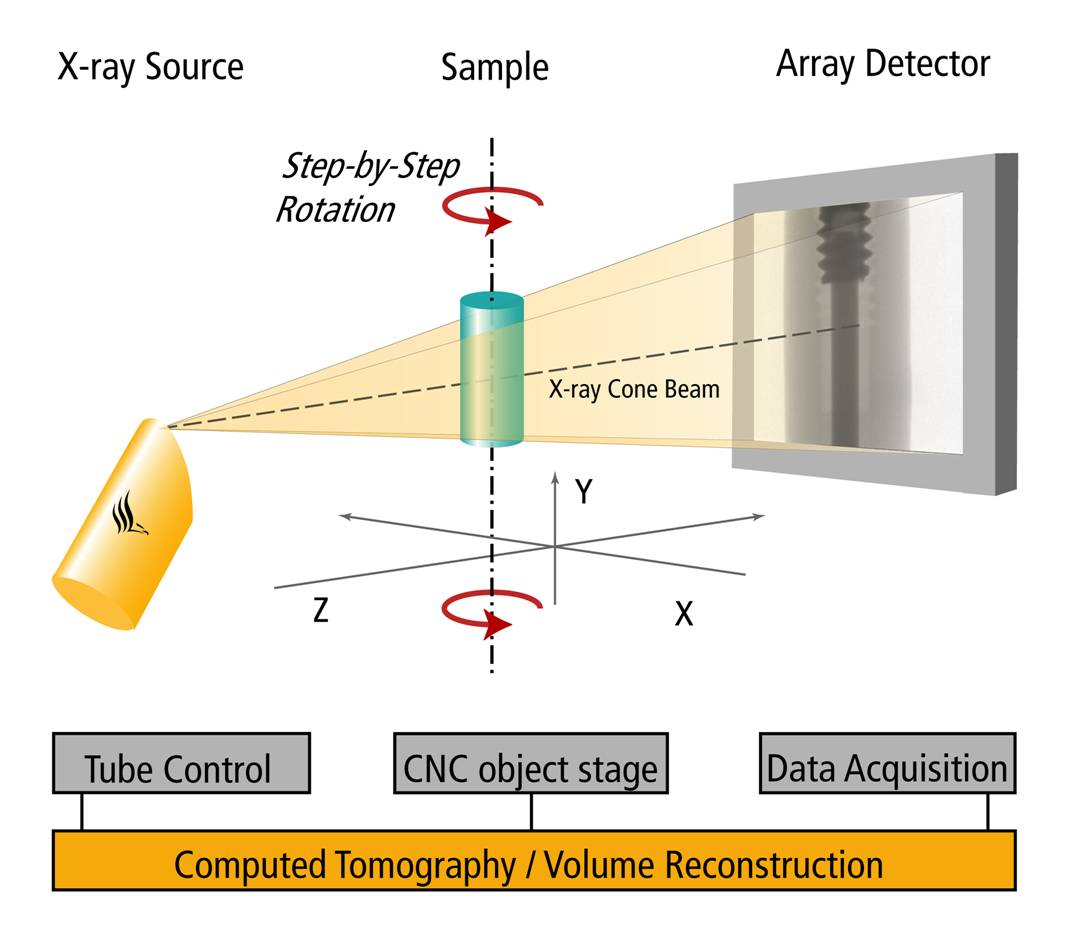 X-ray Source
Sample
Array Detector
Step-by-Step
Rotation
X-ray Cone Beam
Y
Z
X
Tube Control
CNC object stage
Data Acquisition
Computed Tomography / Volume Reconstruction